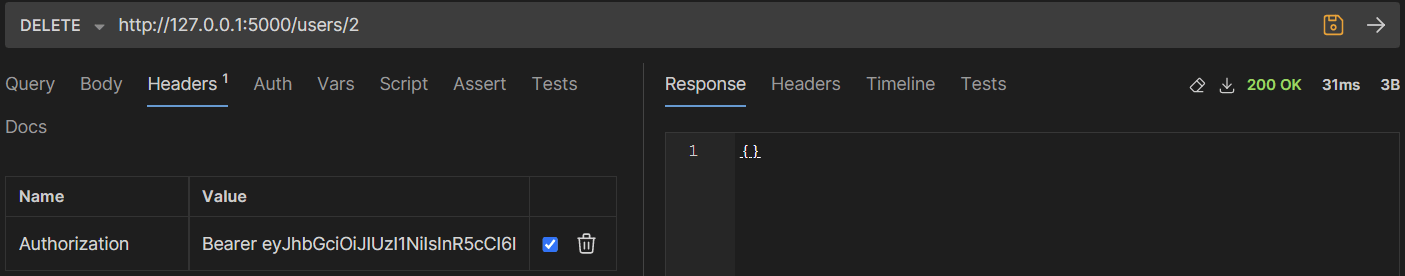 DELETE http://127.0.0.1:5000/users/2
Query Body Headers 1 Auth Vars Script Assert Tests
Docs
Name Value
Authorization Bearer eyJhbGciOiJIUzI1NiIsInR5cCI6I
Response Headers Timeline Tests 200 OK 31ms 3B
1 {}